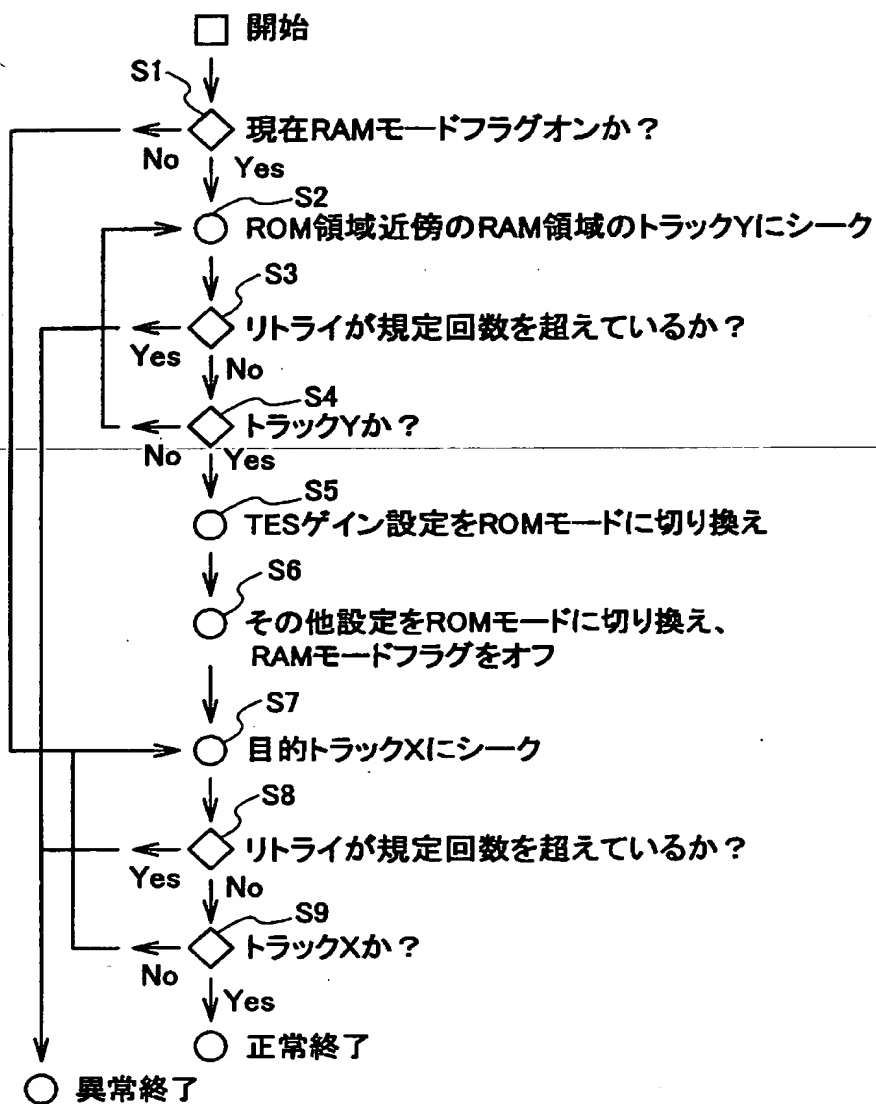 開始
S1
現在RAMモードフラグオンか？
No
Yes
S2
ROM領域近傍のRAM領域のトラックYにシーク
S3
リトライが規定回数を超えているか？
Yes
No
S4
トラックYか？
No
Yes
S5
TESゲイン設定をROMモードに切り換え
S6
その他設定をROMモードに切り換え、
RAMモードフラグをオフ
S7
目的トラックXにシーク
S8
リトライが規定回数を超えているか？
Yes
No
S9
トラックXか？
No
Yes
正常終了
異常終了